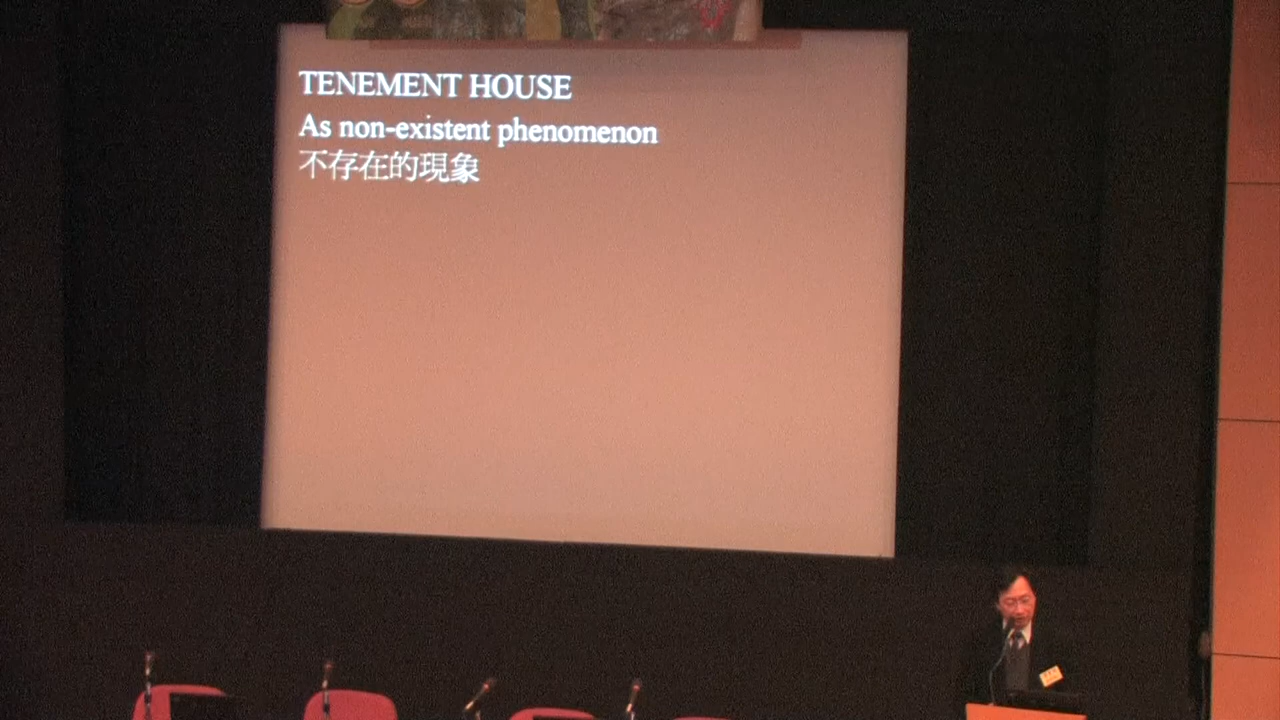 TENEMENT HOUSE
As non-existent phenomenon
不存在的現象